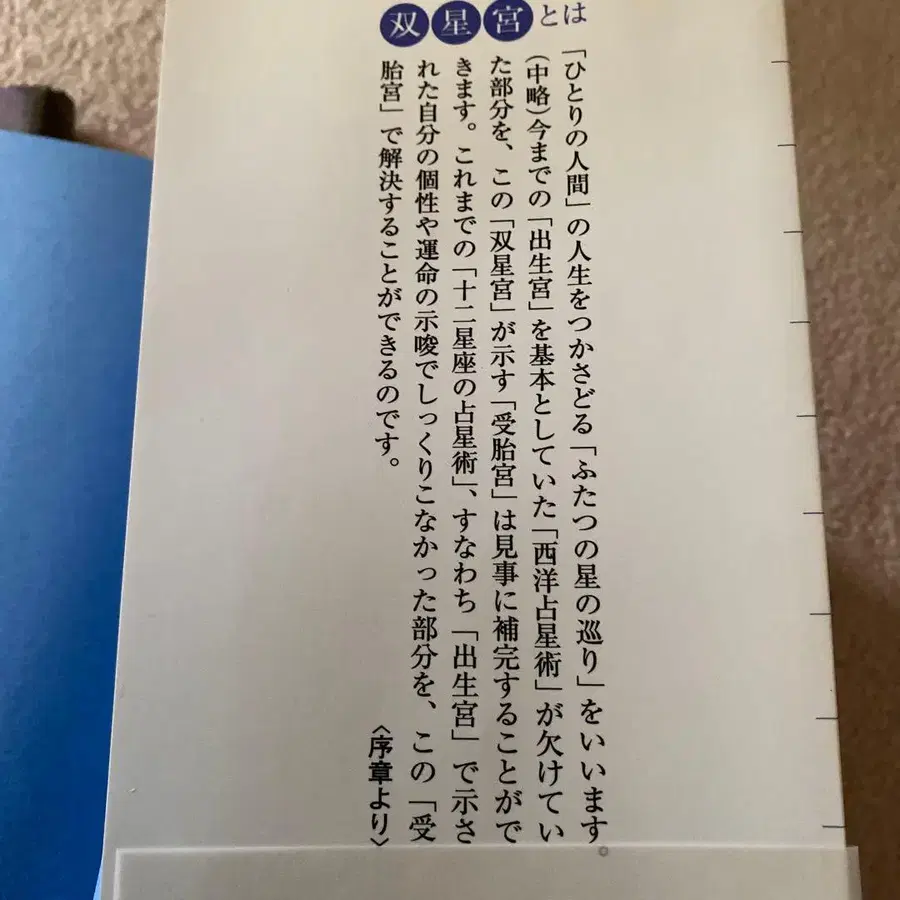 双星宮とは
「ひとりの人間」の人生をつかさどる「ふたつの星の巡り」をいいます。
(中略)今までの「出生宮」を基本としていた「西洋占星術」が欠けてい
た部分を、この「双星宮」が示す「受胎宮」は見事に補完することがで
きます。これまでの「十二星座の占星術」、すなわち「出生宮」で示さ
れた自分の個性や運命の示唆でしっくりこなかった部分を、この「受
胎宮」で解決することができるのです。
〈序章より〉